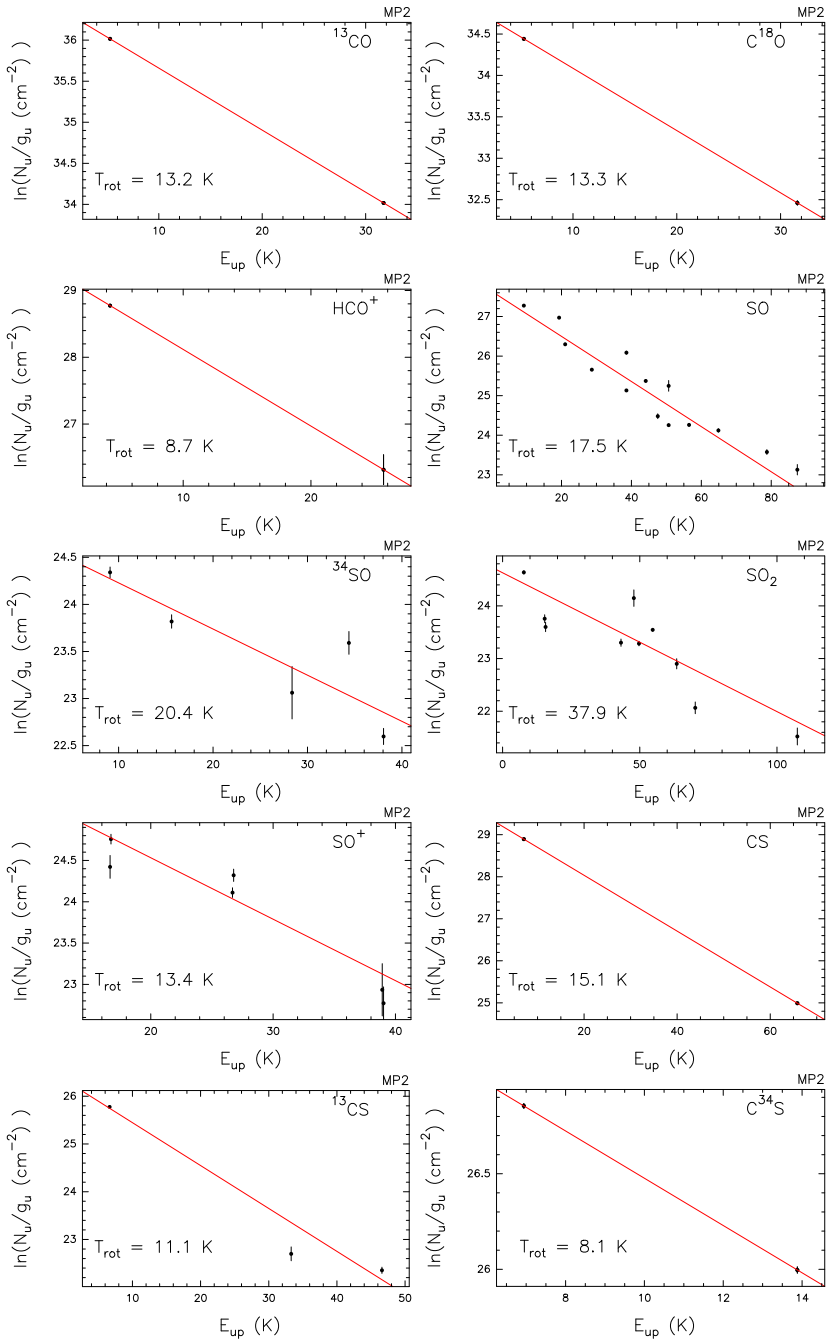 MP2
¹³CO
ln(N_u/g_u (cm⁻²) )
36
35.5
35
34.5
34
T_rot = 13.2 K
10
20
30
E_up (K)
MP2
C¹⁸O
ln(N_u/g_u (cm⁻²) )
34.5
34
33.5
33
32.5
T_rot = 13.3 K
10
20
30
E_up (K)
MP2
HCO⁺
ln(N_u/g_u (cm⁻²) )
29
28
27
T_rot = 8.7 K
10
20
E_up (K)
MP2
SO
ln(N_u/g_u (cm⁻²) )
27
26
25
24
23
T_rot = 17.5 K
20
40
60
80
E_up (K)
MP2
³⁴SO
ln(N_u/g_u (cm⁻²) )
24.5
24
23.5
23
22.5
T_rot = 20.4 K
10
20
30
40
E_up (K)
MP2
SO₂
ln(N_u/g_u (cm⁻²) )
24
23
22
T_rot = 37.9 K
0
50
100
E_up (K)
MP2
SO⁺
ln(N_u/g_u (cm⁻²) )
24.5
24
23.5
23
T_rot = 13.4 K
20
30
40
E_up (K)
MP2
CS
ln(N_u/g_u (cm⁻²) )
29
28
27
26
25
T_rot = 15.1 K
20
40
60
E_up (K)
MP2
¹³CS
ln(N_u/g_u (cm⁻²) )
26
25
24
23
T_rot = 11.1 K
10
20
30
40
50
E_up (K)
MP2
C³⁴S
ln(N_u/g_u (cm⁻²) )
26.5
26
T_rot = 8.1 K
8
10
12
14
E_up (K)